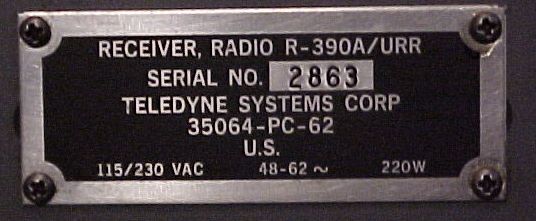 RECEIVER, RADIO R-390A/URR
SERIAL NO. 2863
TELEDYNE SYSTEMS CORP
35064-PC-62
U.S.
115/230 VAC 48-62 ~ 220W